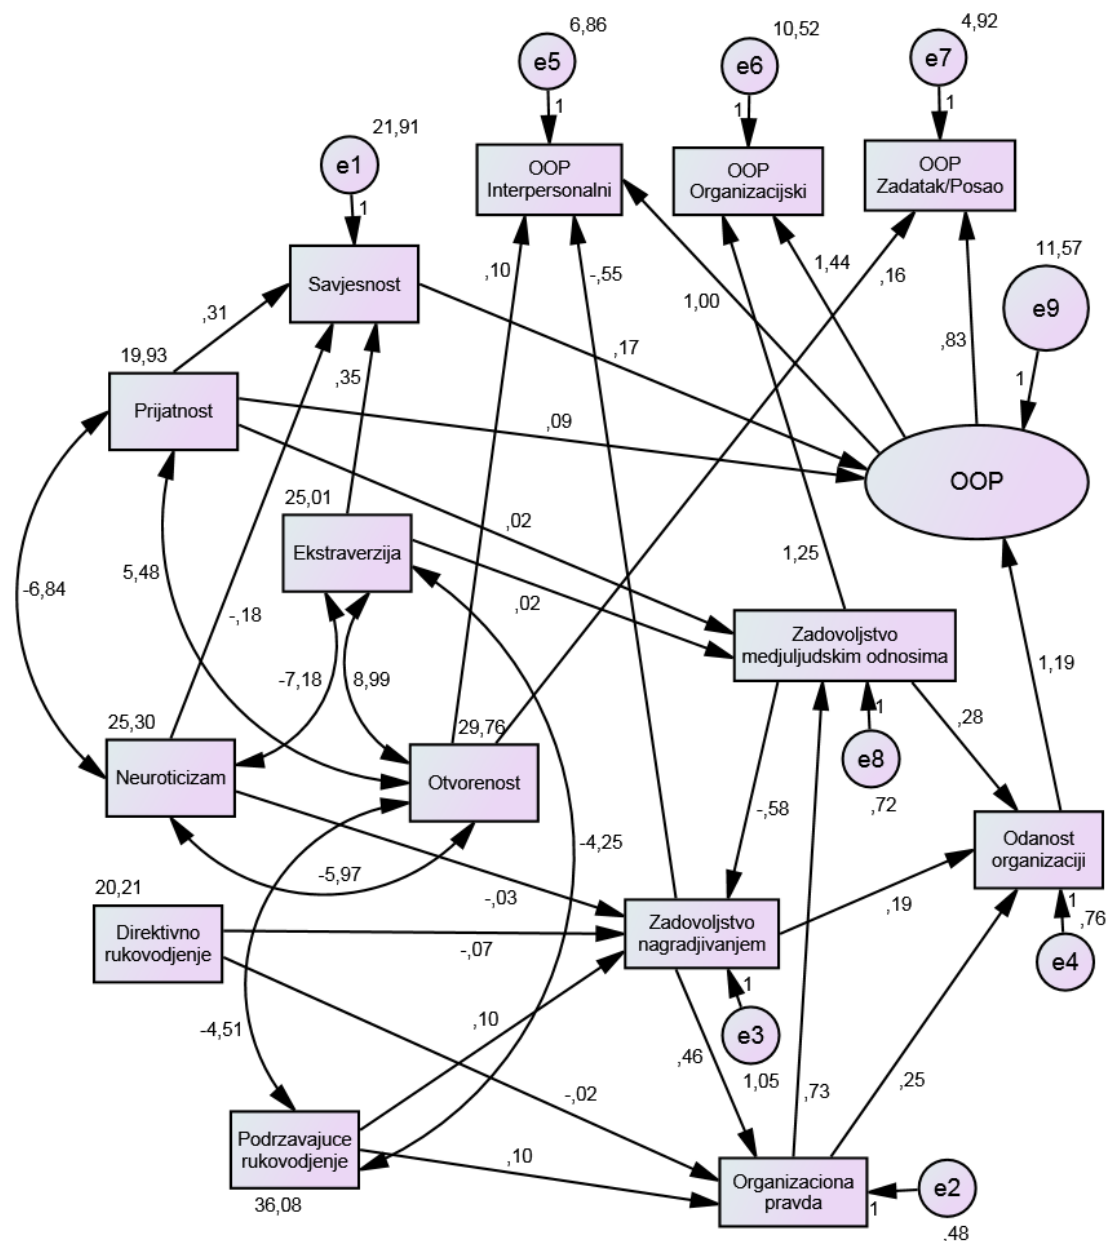 6,86
10,52
4,92
e5
e6
e7
1
1
1
21,91
e1
1
OOP
Interpersonalni
OOP
Organizacijski
OOP
Zadatak/Posao
11,57
e9
1
Savjesnost
,10
-,55
1,00
1,44
,16
,83
,31
,17
19,93
Prijatnost
,35
,09
OOP
25,01
Ekstraverzija
,02
,02
1,25
-6,84
5,48
-,18
-7,18
8,99
Zadovoljstvo
medjuljudskim odnosima
1,19
25,30
Neuroticizam
29,76
Otvorenost
1
e8
,72
,28
-,58
-4,25
-5,97
-,03
Odanost
organizaciji
1
,76
e4
20,21
Direktivno
rukovodjenje
-,07
Zadovoljstvo
nagradjivanjem
,19
1
e3
1,05
-4,51
,10
,46
,73
,25
-,02
Podrzavajuce
rukovodjenje
36,08
,10
Organizaciona
pravda
1
e2
,48